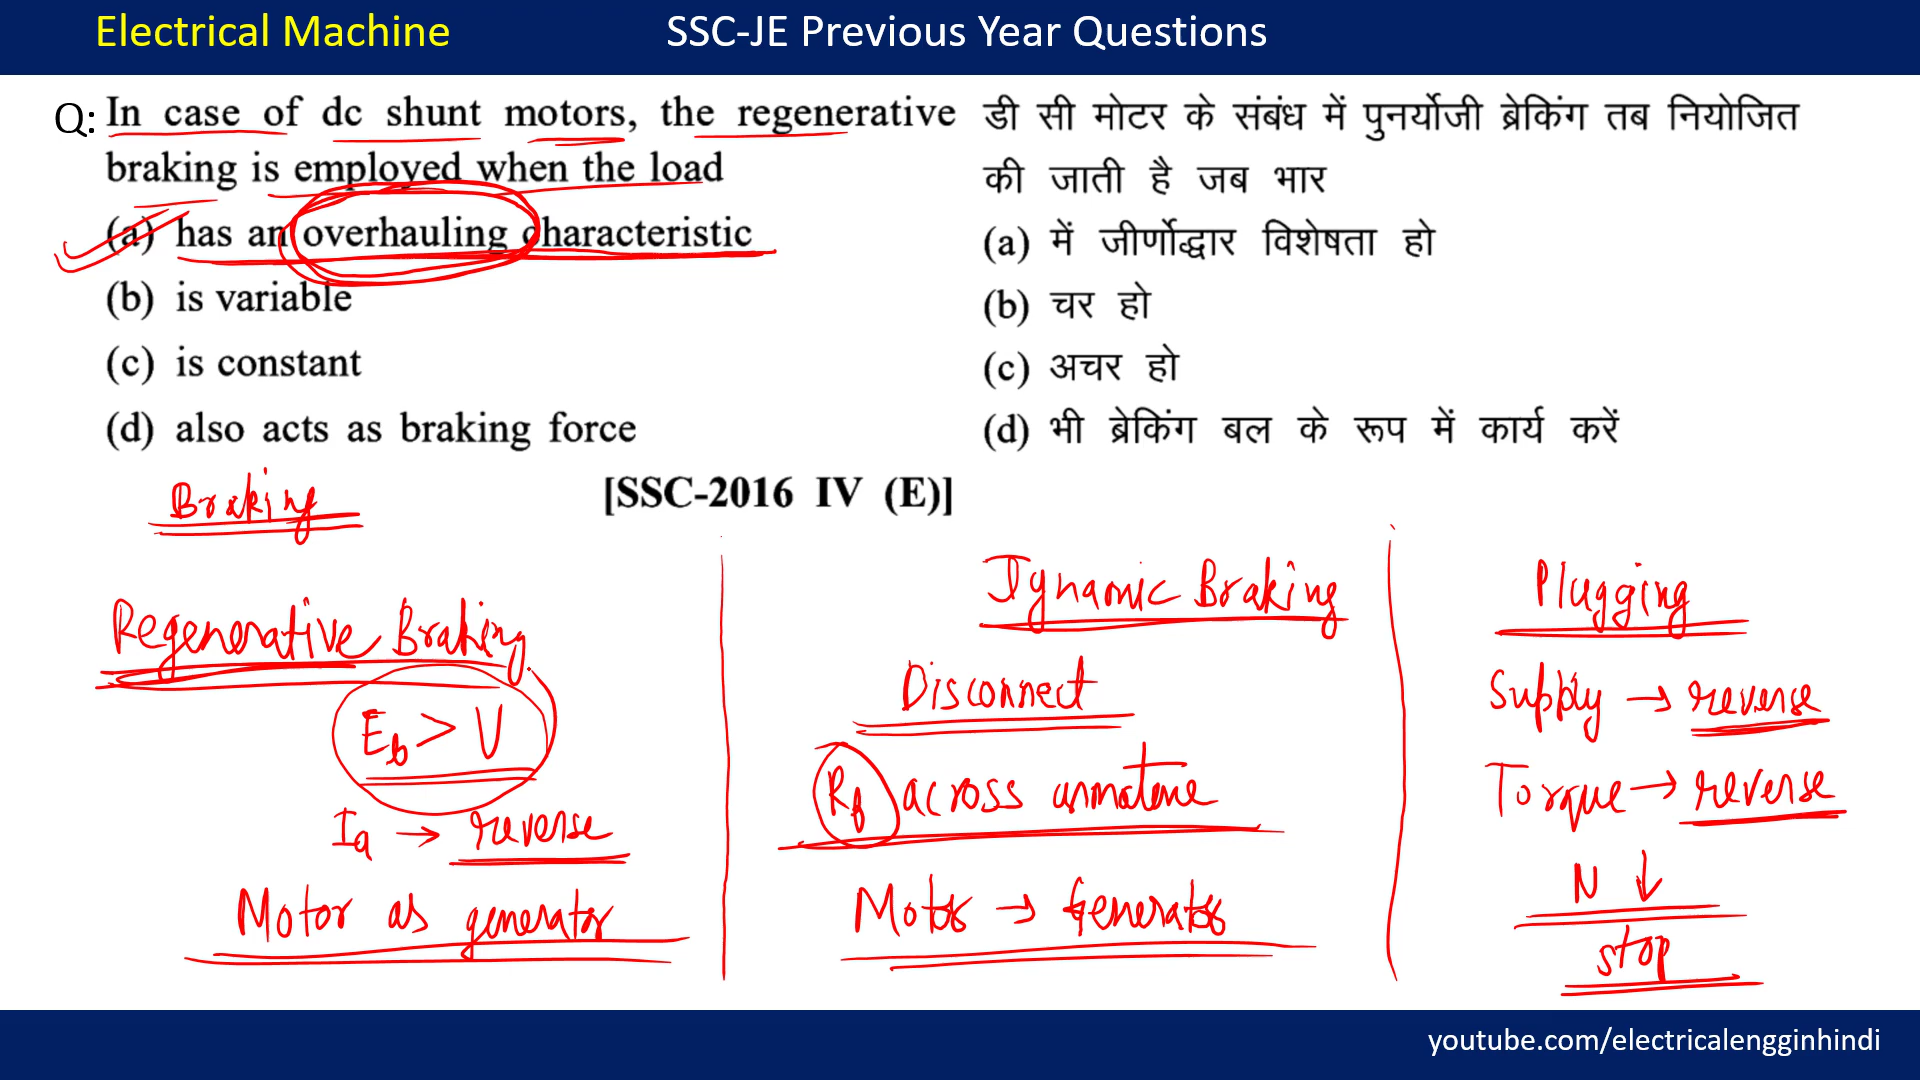 Electrical Machine
SSC-JE Previous Year Questions
Q: In case of dc shunt motors, the regenerative
braking is employed when the load
(a) has an overhauling characteristic
(b) is variable
(c) is constant
(d) also acts as braking force
डी सी मोटर के संबंध में पुनर्योजी ब्रेकिंग तब नियोजित
की जाती है जब भार
(a) में जीर्णोद्धार विशेषता हो
(b) चर हो
(c) अचर हो
(d) भी ब्रेकिंग बल के रूप में कार्य करें
[SSC-2016 IV (E)]
Braking
Regenerative Braking
E_b > V
I_a → reverse
Motor as generator
Dynamic Braking
Disconnect
R_b across armature
Motor → Generator
Plugging
Supply → reverse
Torque → reverse
N ↓
stop
youtube.com/electricalengginhindi